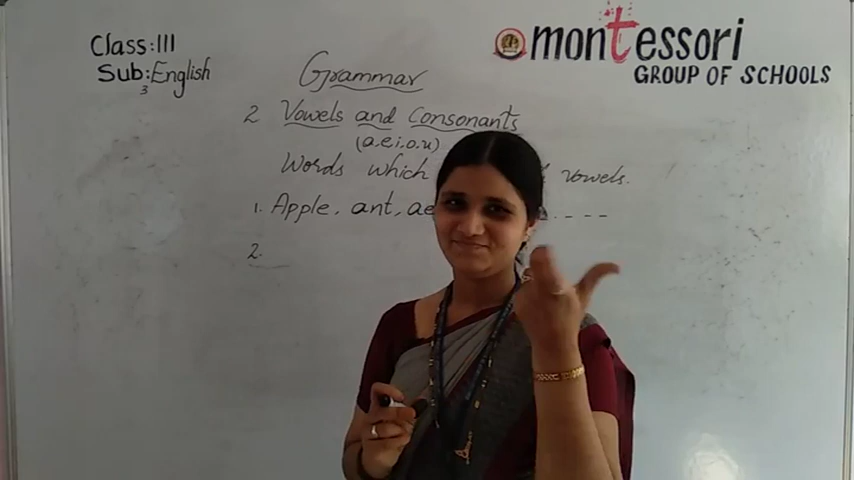 Class:III
Sub:English
3
montessori
GROUP OF SCHOOLS
Grammar
2 Vowels and Consonants
(a.e.i.o.u)
Words which vowels.
1. Apple, ant, ae
2.